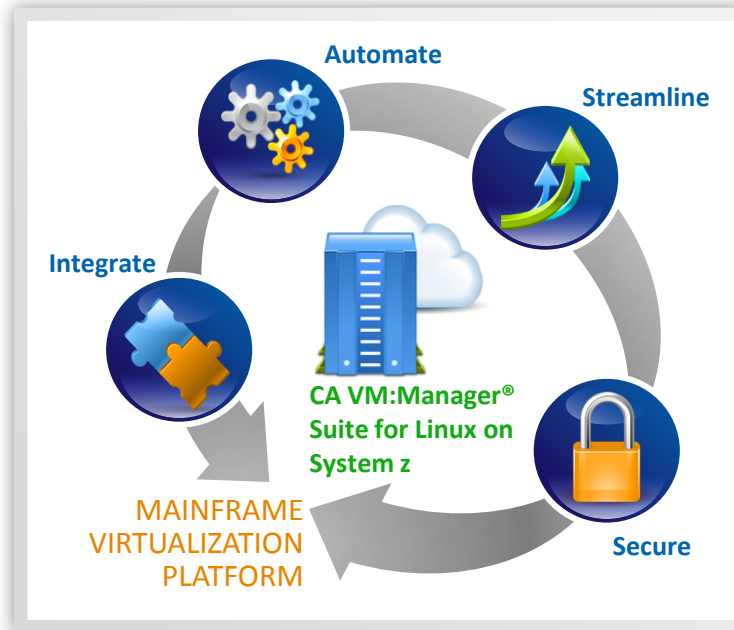 Automate
Streamline
Integrate
CA VM:Manager®
Suite for Linux on
System z
MAINFRAME
VIRTUALIZATION
PLATFORM
Secure